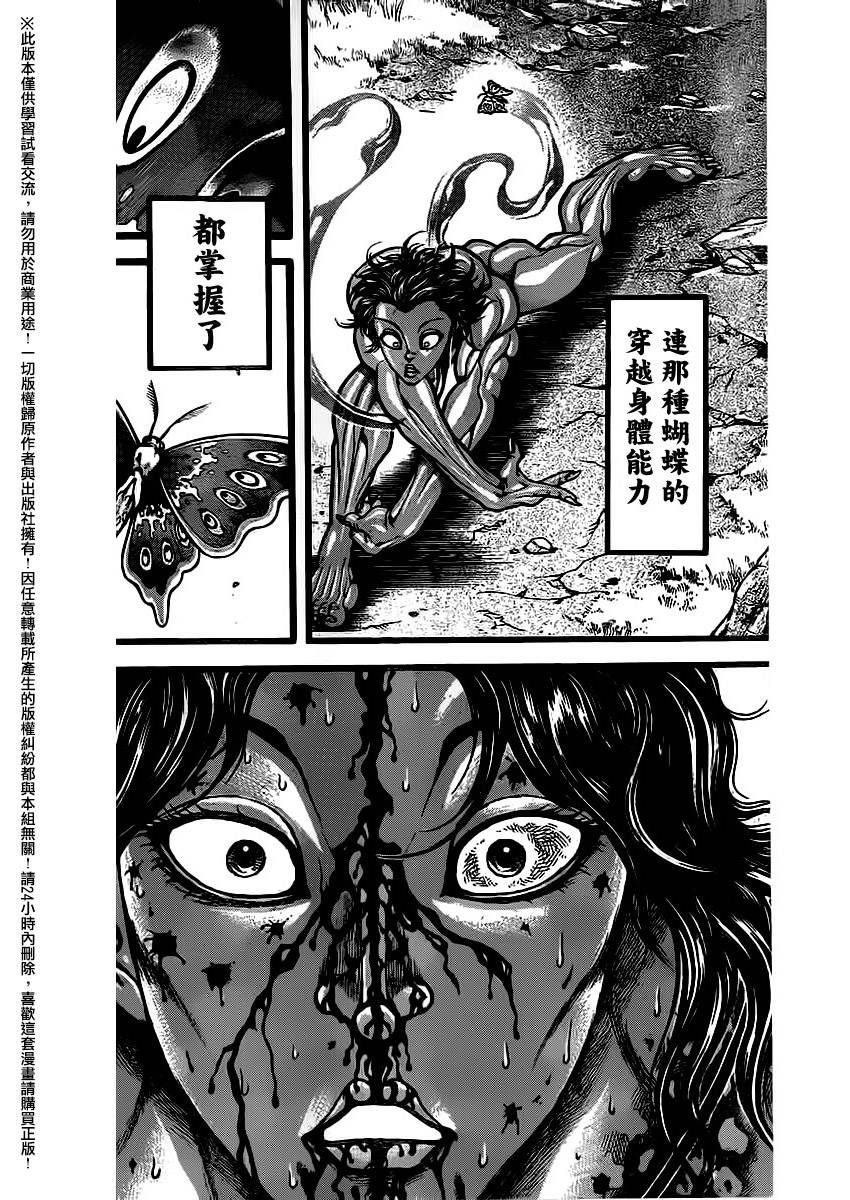 連那種蝴蝶的
穿越身體能力
都掌握了
※此版本僅供學習試看交流，請勿用於商業用途！一切版權歸原作者與出版社擁有！因任意轉載所產生的版權糾紛都與本組無關！請24小時內刪除，喜歡這套漫畫請購買正版！